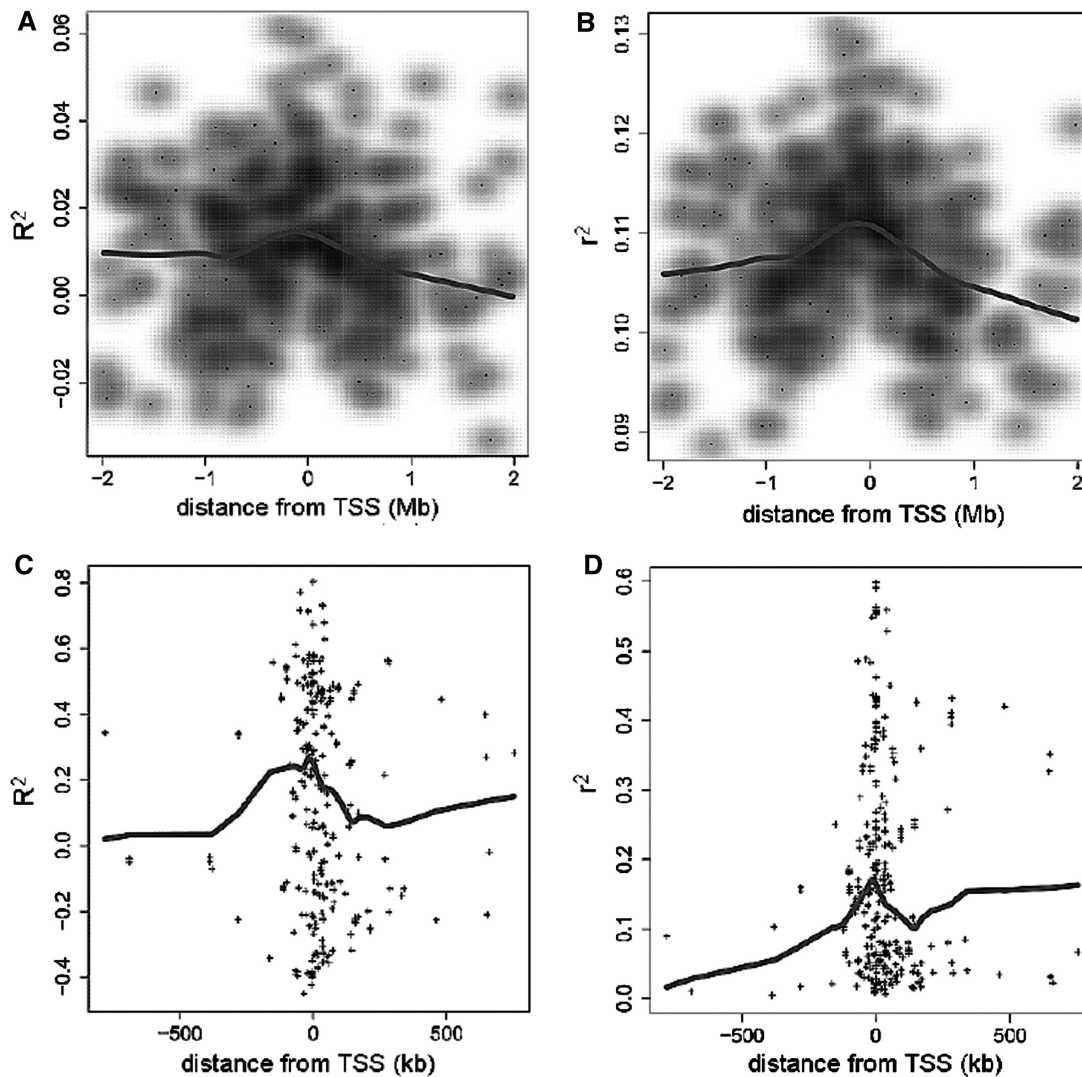 A
R²
0.06
0.04
0.02
0.00
−0.02
−2 −1 0 1 2
distance from TSS (Mb)
B
r²
0.13
0.12
0.11
0.10
0.09
−2 −1 0 1 2
distance from TSS (Mb)
C
R²
0.8
0.6
0.4
0.2
0.0
−0.2
−0.4
−500 0 500
distance from TSS (kb)
D
r²
0.6
0.5
0.4
0.3
0.2
0.1
0.0
−500 0 500
distance from TSS (kb)